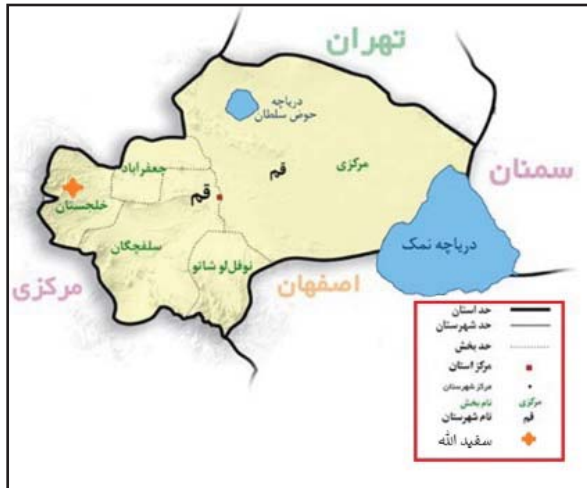 تهران
دریاچه
حوض سلطان
سمنان
جعفرآباد
مرکزی
قم
قم
خلجستان
سلفچگان
دریاچه نمک
نوفل لو شاتو
اصفهان
مرکزی
حد استان
حد شهرستان
حد بخش
مرکز استان
مرکز شهرستان
نام بخش مرکزی
نام شهرستان قم
سفید الله